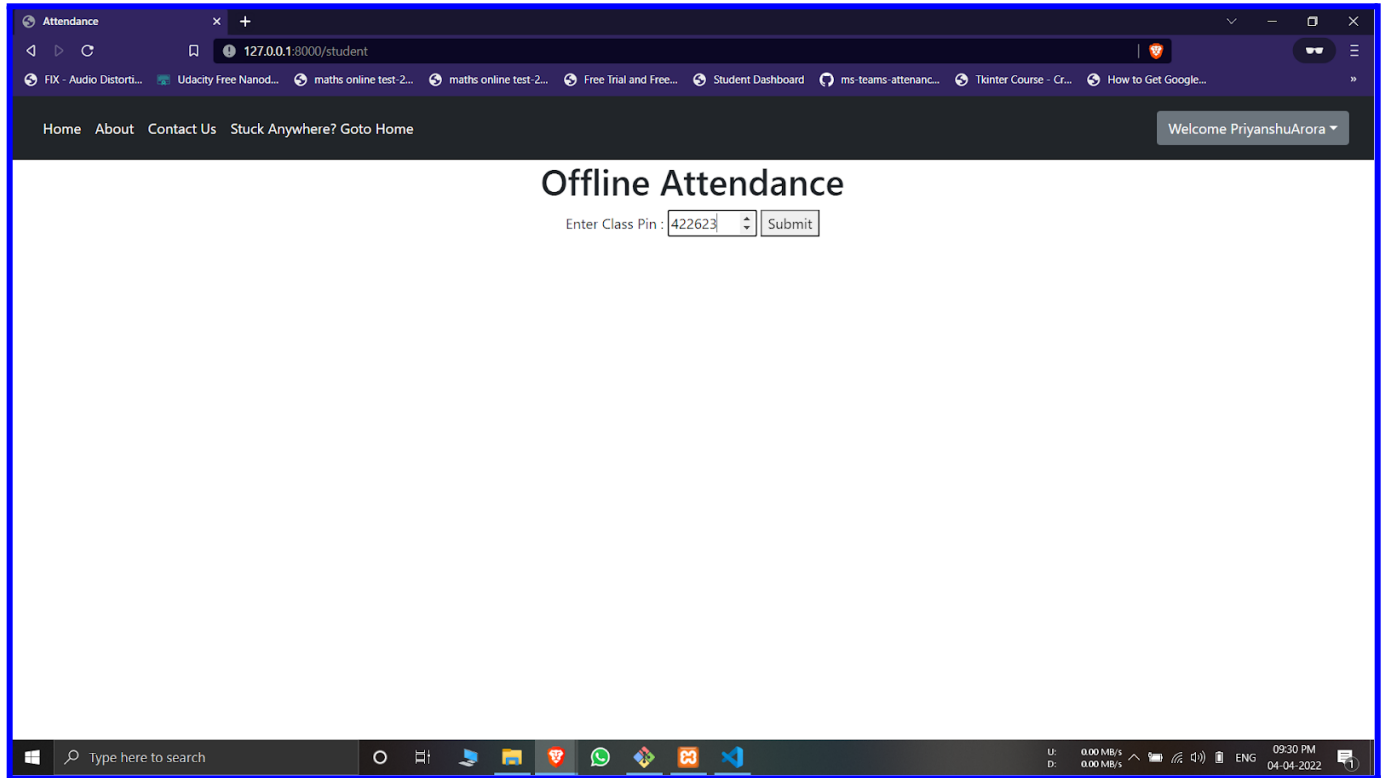 Attendance
127.0.0.1:8000/student
FIX - Audio Distorti... Udacity Free Nanod... maths online test-2... maths online test-2... Free Trial and Free... Student Dashboard ms-teams-attenanc... Tkinter Course - Cr... How to Get Google... »
Home About Contact Us Stuck Anywhere? Goto Home Welcome PriyanshuArora
Offline Attendance
Enter Class Pin : 422623 Submit
Type here to search
U: 0.00 MB/s
D: 0.00 MB/s
ENG
09:30 PM
04-04-2022
1